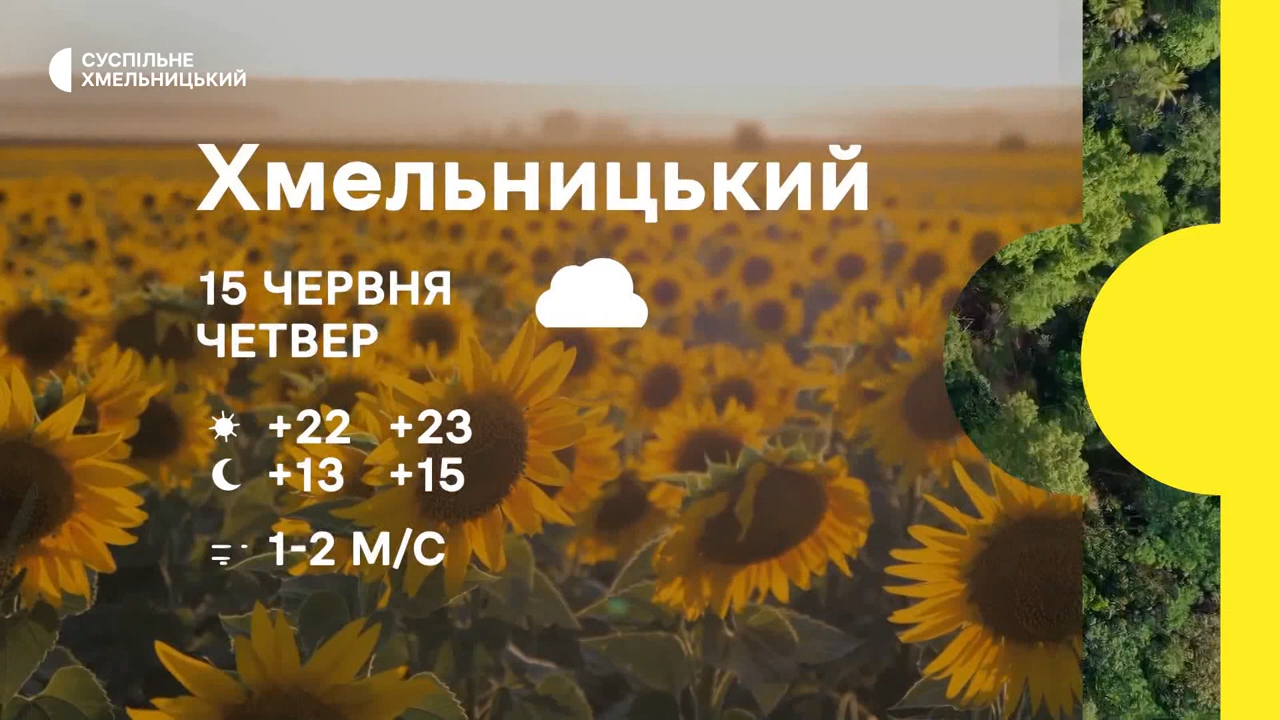 СУСПІЛЬНЕ
ХМЕЛЬНИЦЬКИЙ
Хмельницький
15 ЧЕРВНЯ
ЧЕТВЕР
+22 +23
+13 +15
1-2 М/С